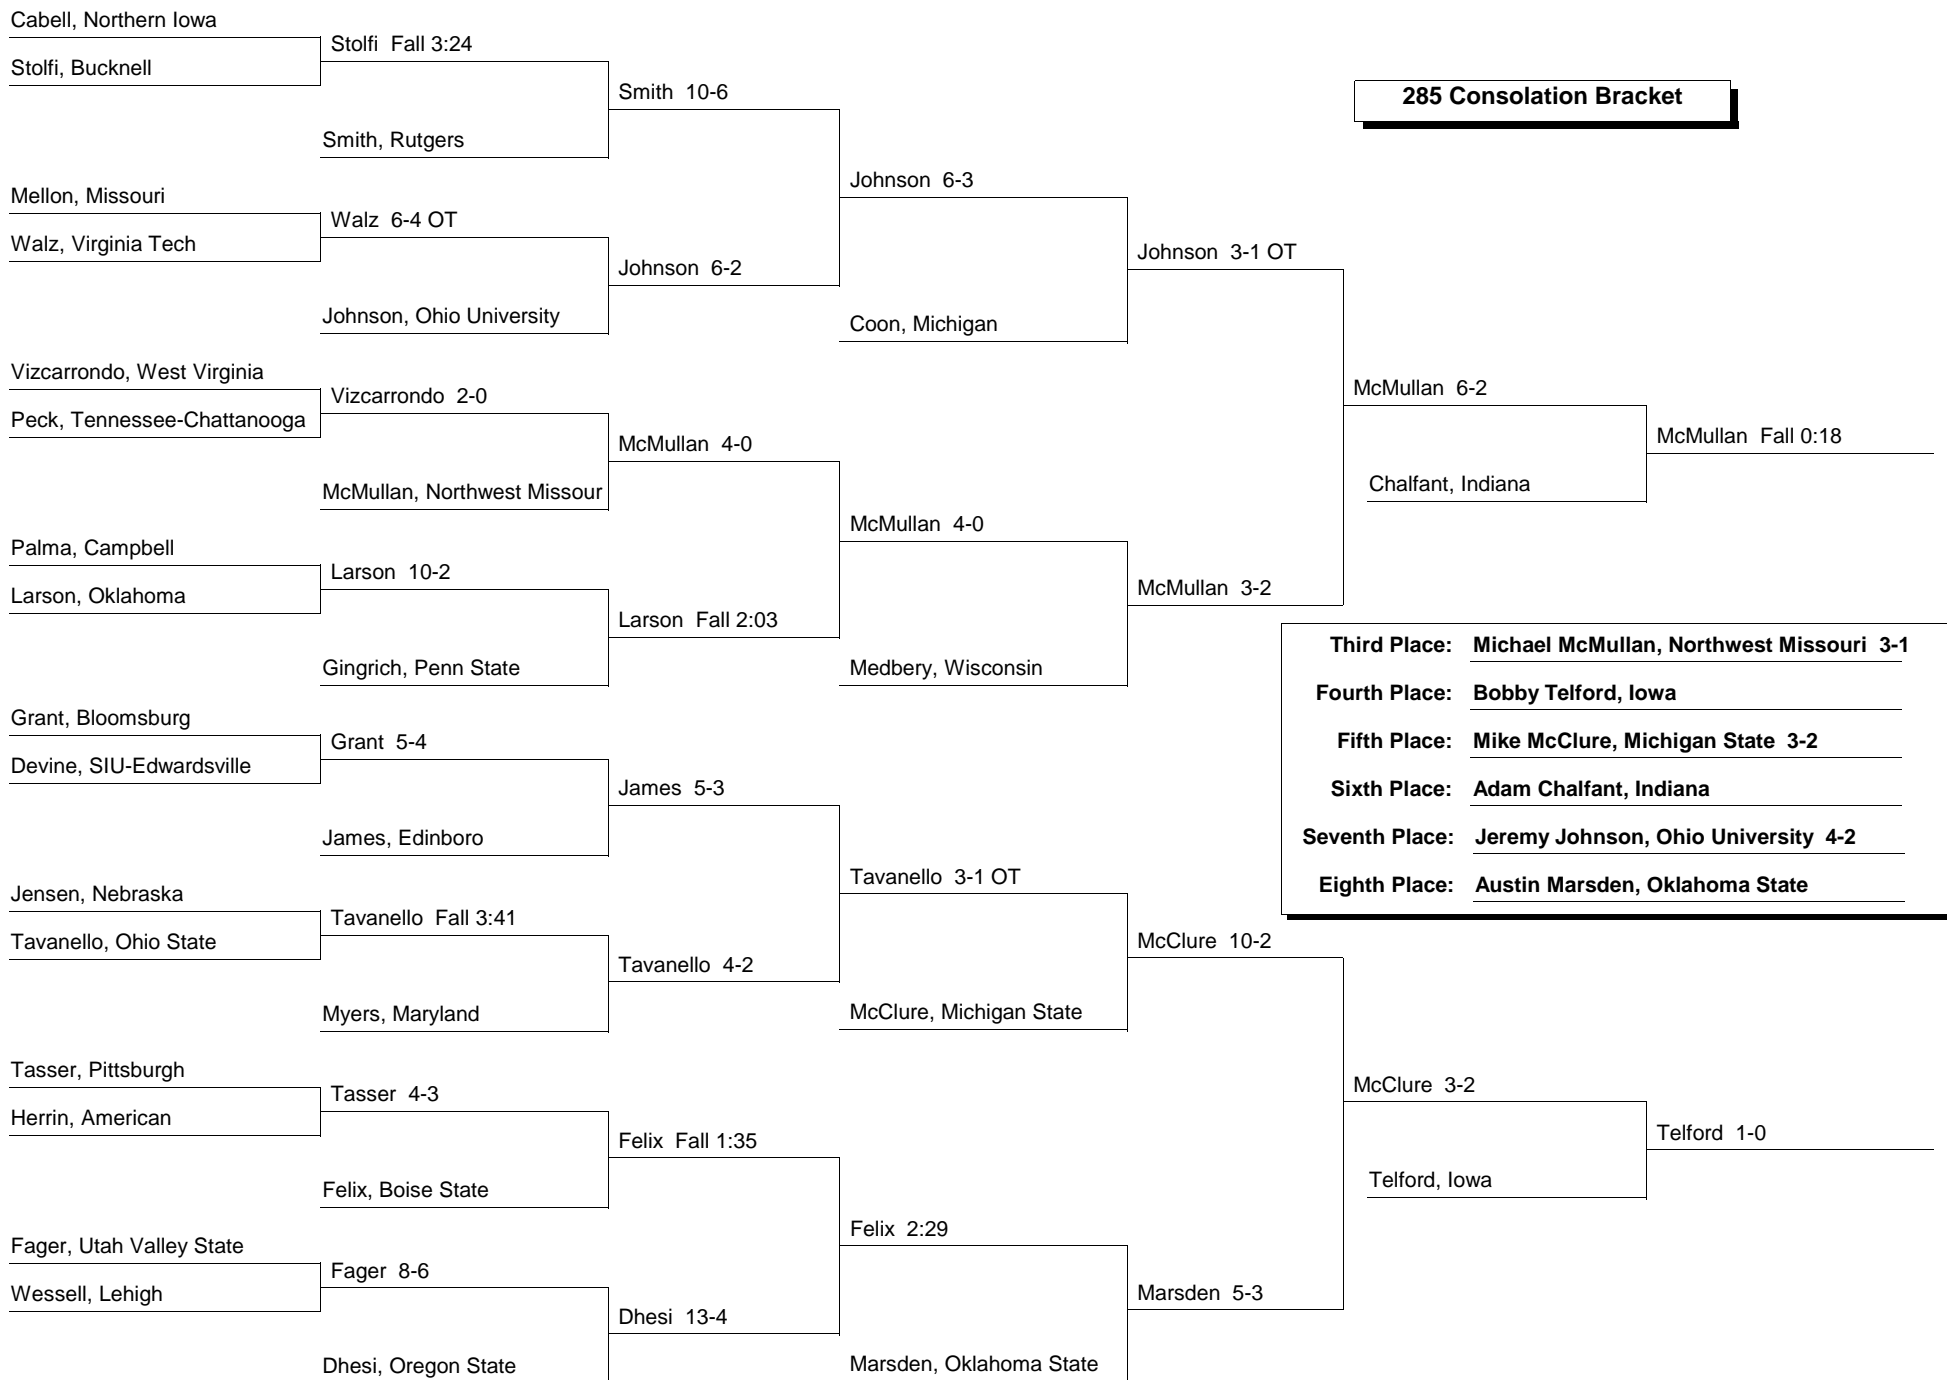 Cabell, Northern Iowa
Stolfi  Fall 3:24
Stolfi, Bucknell
Smith  10-6
285 Consolation Bracket
Smith, Rutgers
Johnson  6-3
Mellon, Missouri
Walz  6-4 OT
Walz, Virginia Tech
Johnson  3-1 OT
Johnson  6-2
Johnson, Ohio University
Coon, Michigan
Vizcarrondo, West Virginia
McMullan  6-2
Vizcarrondo  2-0
Peck, Tennessee-Chattanooga
McMullan  Fall 0:18
McMullan  4-0
Chalfant, Indiana
McMullan, Northwest Missour
McMullan  4-0
Palma, Campbell
Larson  10-2
McMullan  3-2
Larson, Oklahoma
Larson  Fall 2:03
Third Place: Michael McMullan, Northwest Missouri  3-1
Gingrich, Penn State
Medbery, Wisconsin
Fourth Place: Bobby Telford, Iowa
Grant, Bloomsburg
Grant  5-4
Fifth Place: Mike McClure, Michigan State  3-2
Devine, SIU-Edwardsville
James  5-3
Sixth Place: Adam Chalfant, Indiana
James, Edinboro
Seventh Place: Jeremy Johnson, Ohio University  4-2
Tavanello  3-1 OT
Eighth Place: Austin Marsden, Oklahoma State
Jensen, Nebraska
Tavanello  Fall 3:41
Tavanello, Ohio State
McClure  10-2
Tavanello  4-2
Myers, Maryland
McClure, Michigan State
Tasser, Pittsburgh
McClure  3-2
Tasser  4-3
Herrin, American
Telford  1-0
Felix  Fall 1:35
Telford, Iowa
Felix, Boise State
Felix  2:29
Fager, Utah Valley State
Fager  8-6
Wessell, Lehigh
Marsden  5-3
Dhesi  13-4
Dhesi, Oregon State
Marsden, Oklahoma State